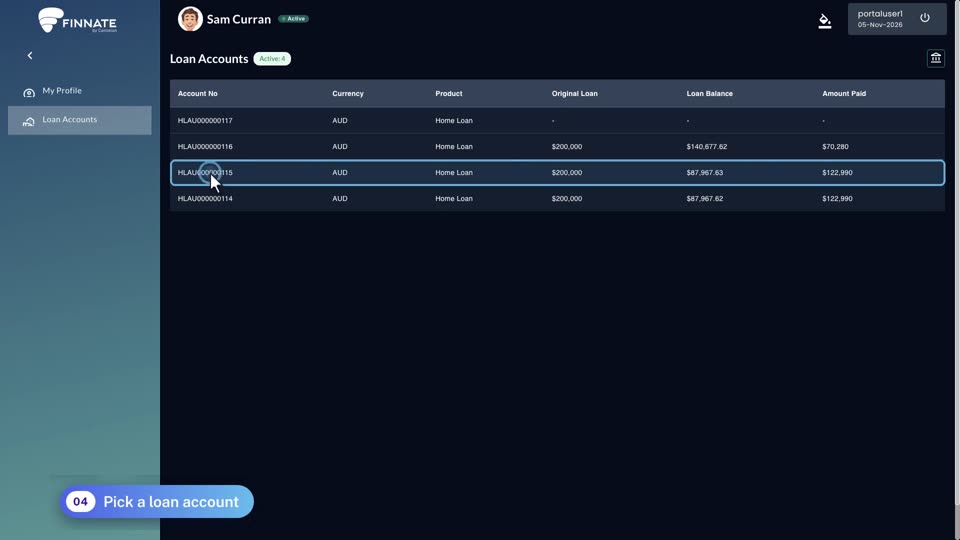 FINNATE
by Carnelian
Sam Curran
Active
portaluser1
05-Nov-2026
My Profile
Loan Accounts
Loan Accounts
Active: 4
Account No Currency Product Original Loan Loan Balance Amount Paid
HLAU000000117 AUD Home Loan - - -
HLAU000000116 AUD Home Loan $200,000 $140,677.62 $70,280
HLAU000000115 AUD Home Loan $200,000 $87,967.63 $122,990
HLAU000000114 AUD Home Loan $200,000 $87,967.62 $122,990
04 Pick a loan account